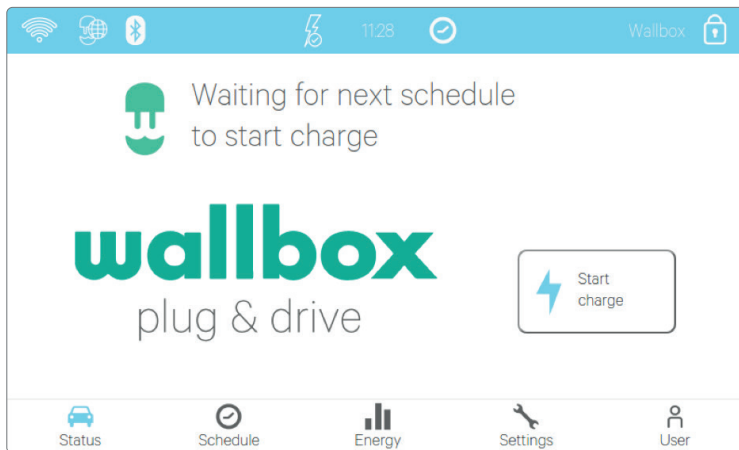 11:28
Wallbox
Waiting for next schedule
to start charge
wallbox
plug & drive
Start
charge
Status
Schedule
Energy
Settings
User